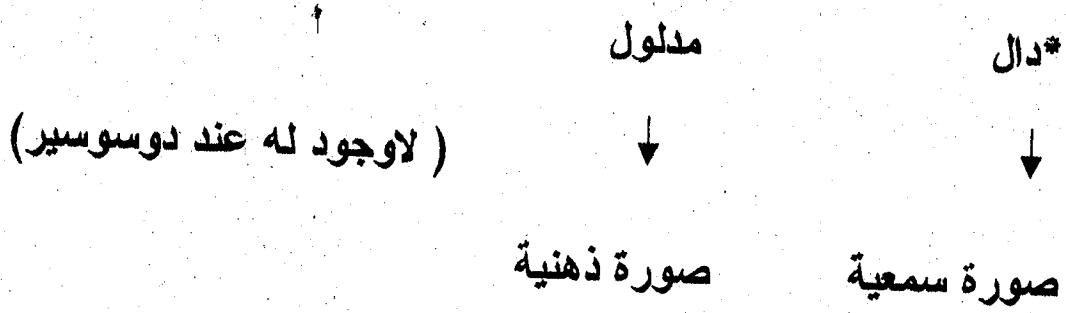 *دال مدلول
↓ ↓ ( لاوجود له عند دوسوسير)
صورة سمعية صورة ذهنية